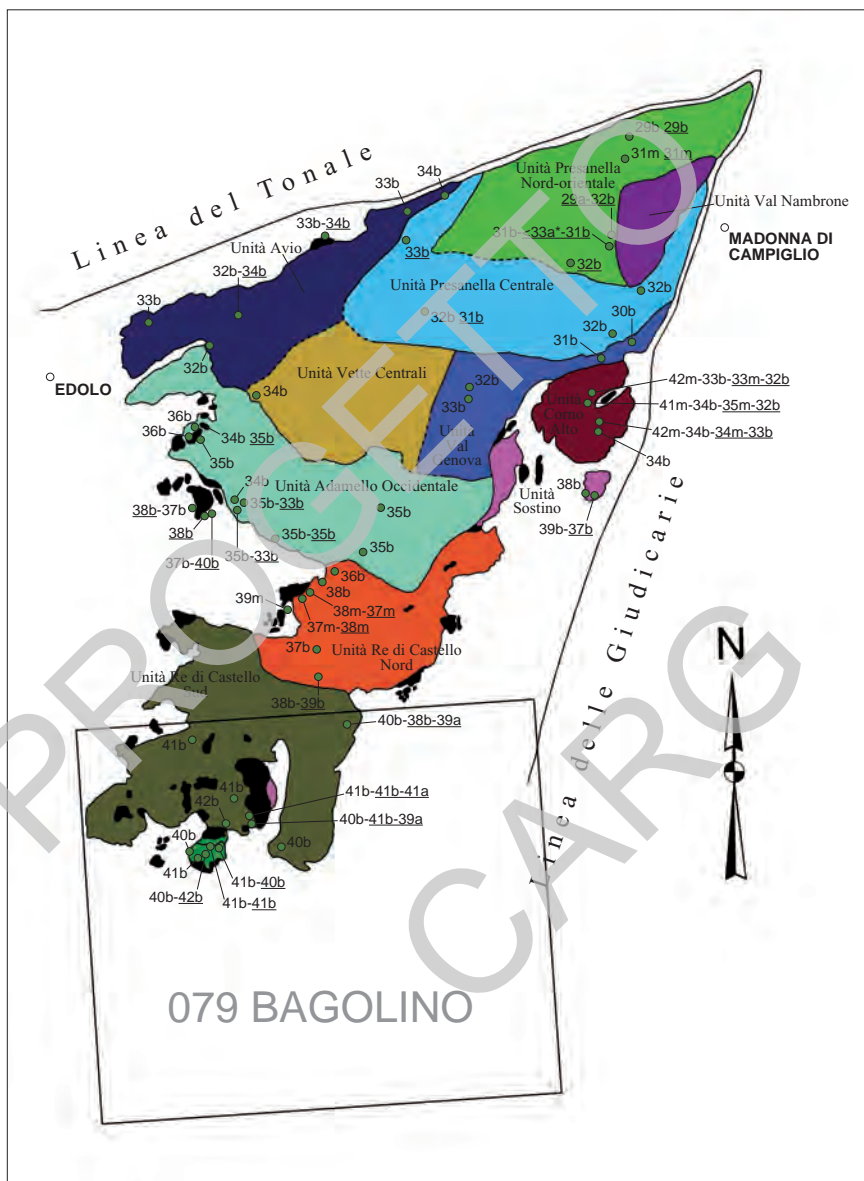 29b 29b
31m 31m
Unità Presanella
Nord-orientale
29a-32b
Unità Val Nambrone
31b-<33a*-31b
32b
MADONNA DI
CAMPIGLIO
Linea del Tonale
34b
33b
33b-34b
Unità Avio
33b
32b-34b
33b
Unità Presanella Centrale
32b
32b 31b
32b
30b
31b
32b
EDOLO
Unità Vette Centrali
34b
32b
33b
Unità
Val
Genova
42m-33b-33m-32b
Unità
Corno
Alto
41m-34b-35m-32b
42m-34b-34m-33b
34b
36b
36b
34b 35b
35b
Unità Adamello Occidentale
34b
35b-33b
38b-37b
38b
37b-40b
35b-33b
35b-35b
35b
35b
Unità
Sostino
38b
39b-37b
36b
38b
39m
38m-37m
37m-38m
37b
Unità Re di Castello
Nord
38b-39b
Unità Re di Castello
Sud
Linea delle Giudicarie
N
40b-38b-39a
41b
41b
42b
41b-41b-41a
40b-41b-39a
40b
40b
41b
41b-40b
40b-42b
41b-41b
079 BAGOLINO
PROGETTO
CARG